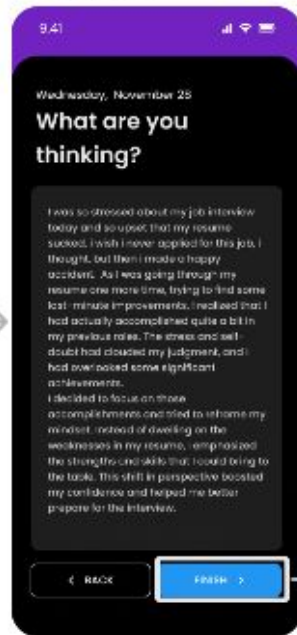 9:41
Wednesday, November 28
What are you
thinking?
I was so stressed about my job interview
today and so upset that my resume
sucked. I wish I never applied for this job, I
thought, but then I made a happy
accident. As I was going through my
resume one more time, trying to find some
last-minute improvements, I realized that I
had actually accomplished quite a bit in
my previous roles. The stress and self-
doubt had clouded my judgment, and I
had overlooked some significant
achievements.
I decided to focus on those
accomplishments and tried to reframe my
mindset. Instead of dwelling on the
weaknesses in my resume, I emphasized
the strengths and skills that I could bring to
the table. This shift in perspective boosted
my confidence and helped me better
prepare for the interview.
< BACK
FINISH >